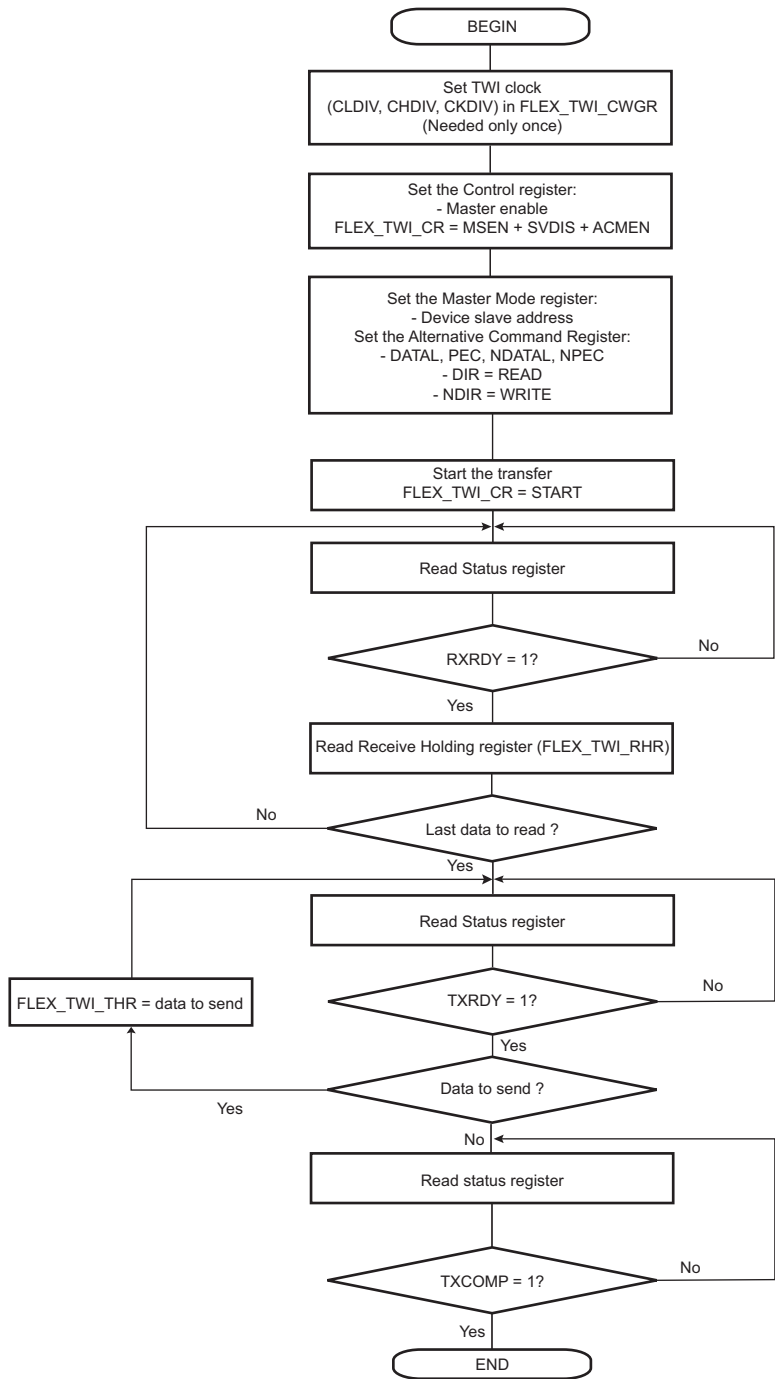 BEGIN
Set TWI clock
(CLDIV, CHDIV, CKDIV) in FLEX_TWI_CWGR
(Needed only once)
Set the Control register:
- Master enable
FLEX_TWI_CR = MSEN + SVDIS + ACMEN
Set the Master Mode register:
- Device slave address
Set the Alternative Command Register:
- DATAL, PEC, NDATAL, NPEC
- DIR = READ
- NDIR = WRITE
Start the transfer
FLEX_TWI_CR = START
Read Status register
RXRDY = 1?
No
Yes
Read Receive Holding register (FLEX_TWI_RHR)
No
Last data to read ?
Yes
Read Status register
FLEX_TWI_THR = data to send
TXRDY = 1?
No
Yes
Data to send ?
Yes
No
Read status register
TXCOMP = 1?
No
Yes
END